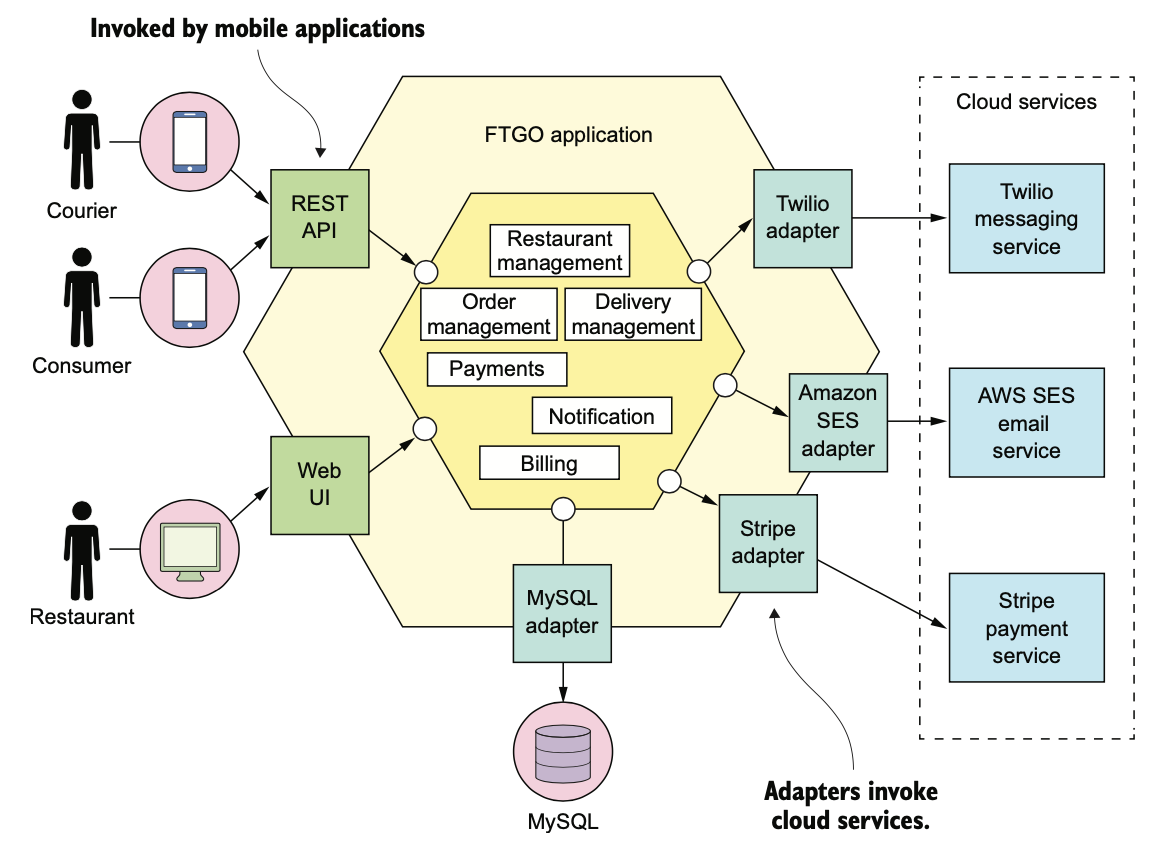 Invoked by mobile applications
Courier
Consumer
Restaurant
REST
API
Web
UI
FTGO application
Restaurant
management
Order
management
Delivery
management
Payments
Notification
Billing
Twilio
adapter
Amazon
SES
adapter
Stripe
adapter
MySQL
adapter
MySQL
Cloud services
Twilio
messaging
service
AWS SES
email
service
Stripe
payment
service
Adapters invoke
cloud services.